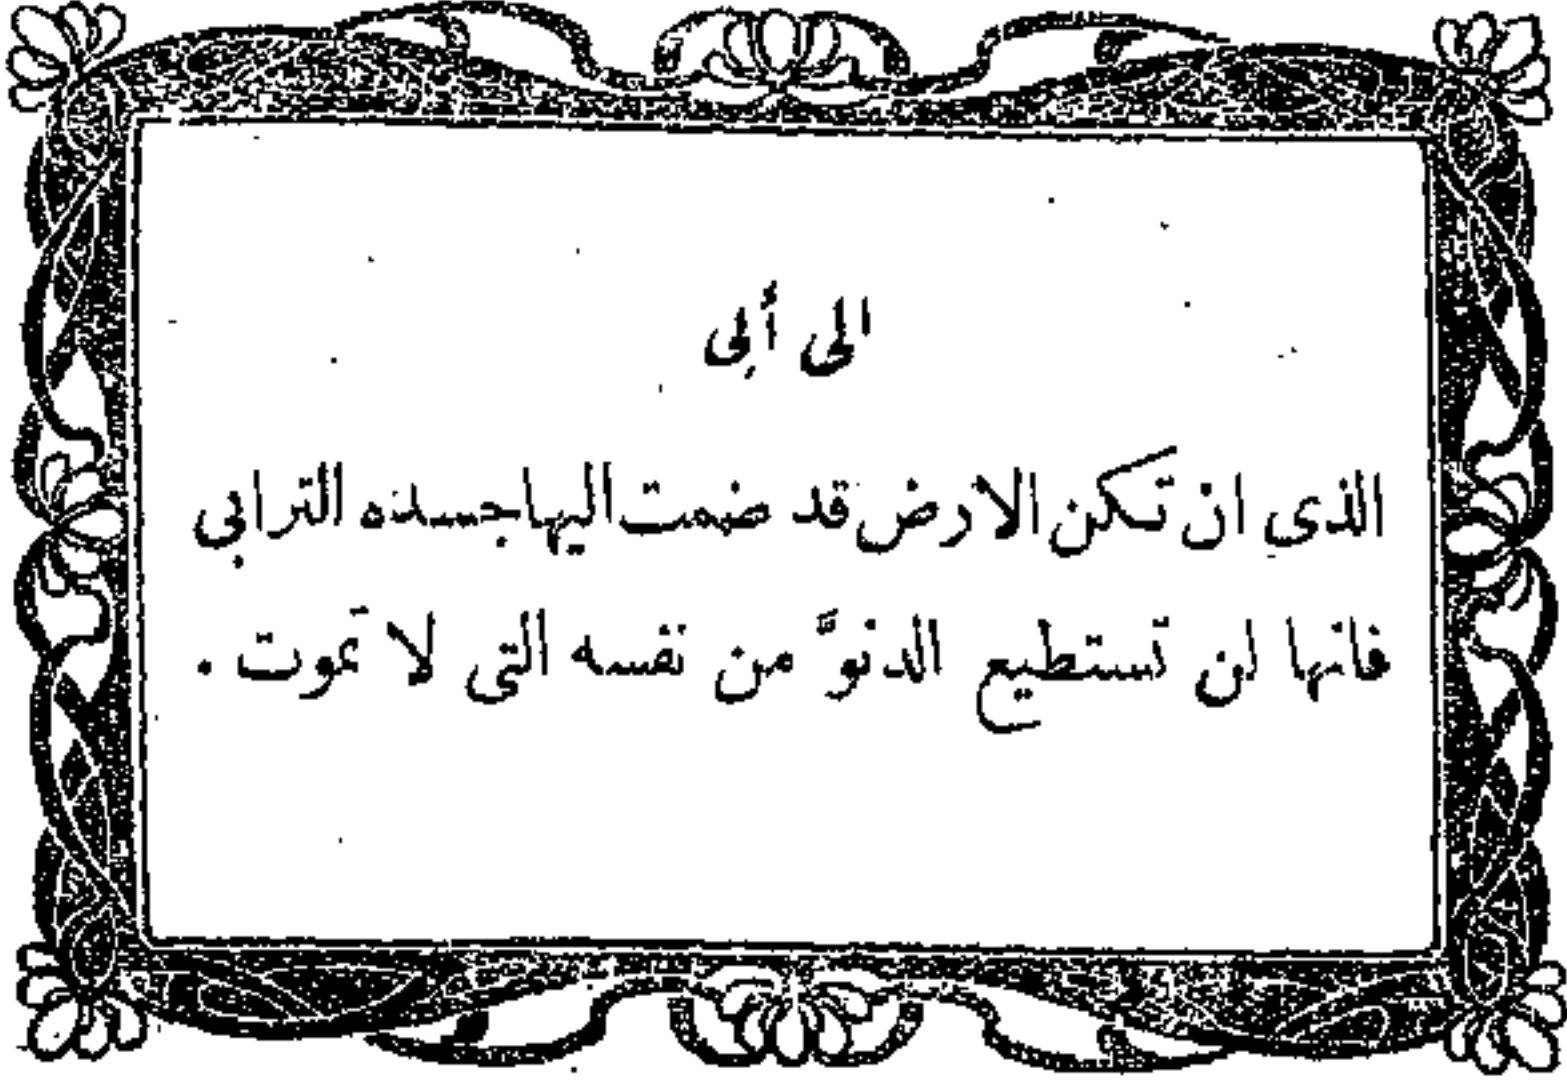 الى أبى
الذى ان تكن الارض قد ضمت اليها جسده الترابى
فانها لن تستطيع الدنوَّ من نفسه التى لا تموت .